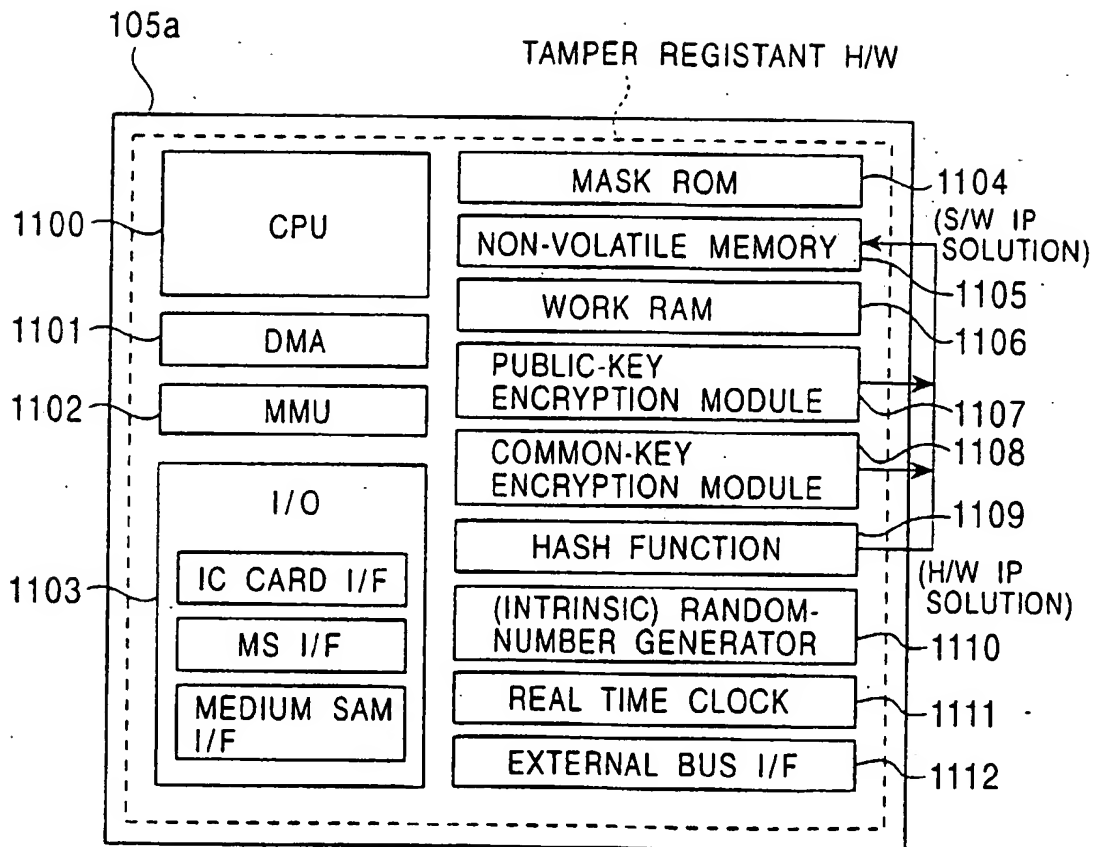 105a
TAMPER REGISTANT H/W
1100
CPU
1101
DMA
1102
MMU
1103
I/O
IC CARD I/F
MS I/F
MEDIUM SAM
I/F
MASK ROM
1104
NON-VOLATILE MEMORY
(S/W IP
SOLUTION)
1105
WORK RAM
1106
PUBLIC-KEY
ENCRYPTION MODULE
1107
COMMON-KEY
ENCRYPTION MODULE
1108
HASH FUNCTION
1109
(H/W IP
SOLUTION)
(INTRINSIC) RANDOM-
NUMBER GENERATOR
1110
REAL TIME CLOCK
1111
EXTERNAL BUS I/F
1112